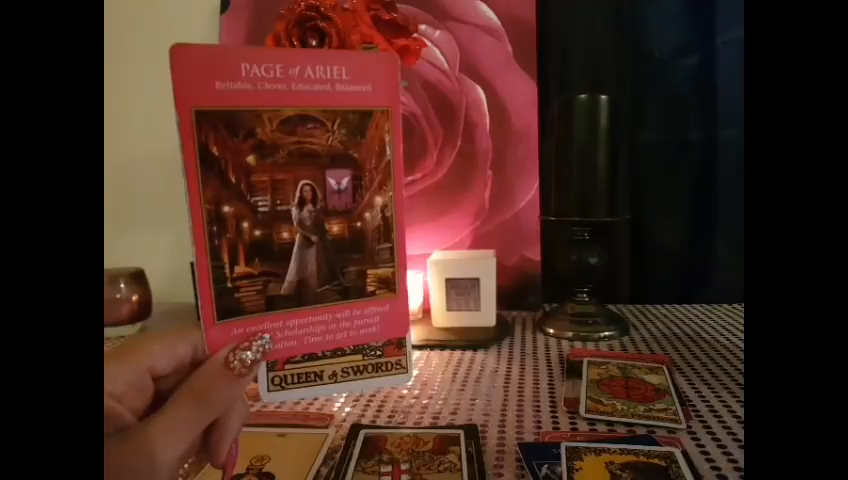 PAGE of ARIEL
Reliable, Clever, Educated, Balanced
An excellent opportunity will be offered
Scholarships or the pursuit
Time to get to work!
QUEEN of SWORDS.